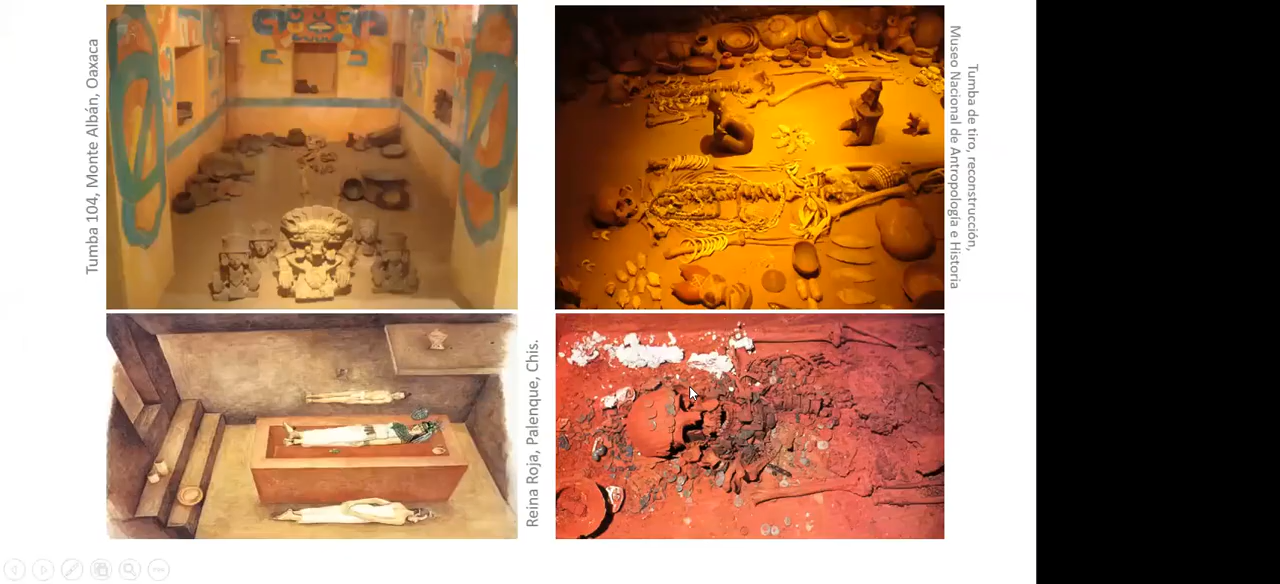 Tumba 104, Monte Albán, Oaxaca
Tumba de tiro, reconstrucción,
Museo Nacional de Antropología e Historia
Reina Roja, Palenque, Chis.